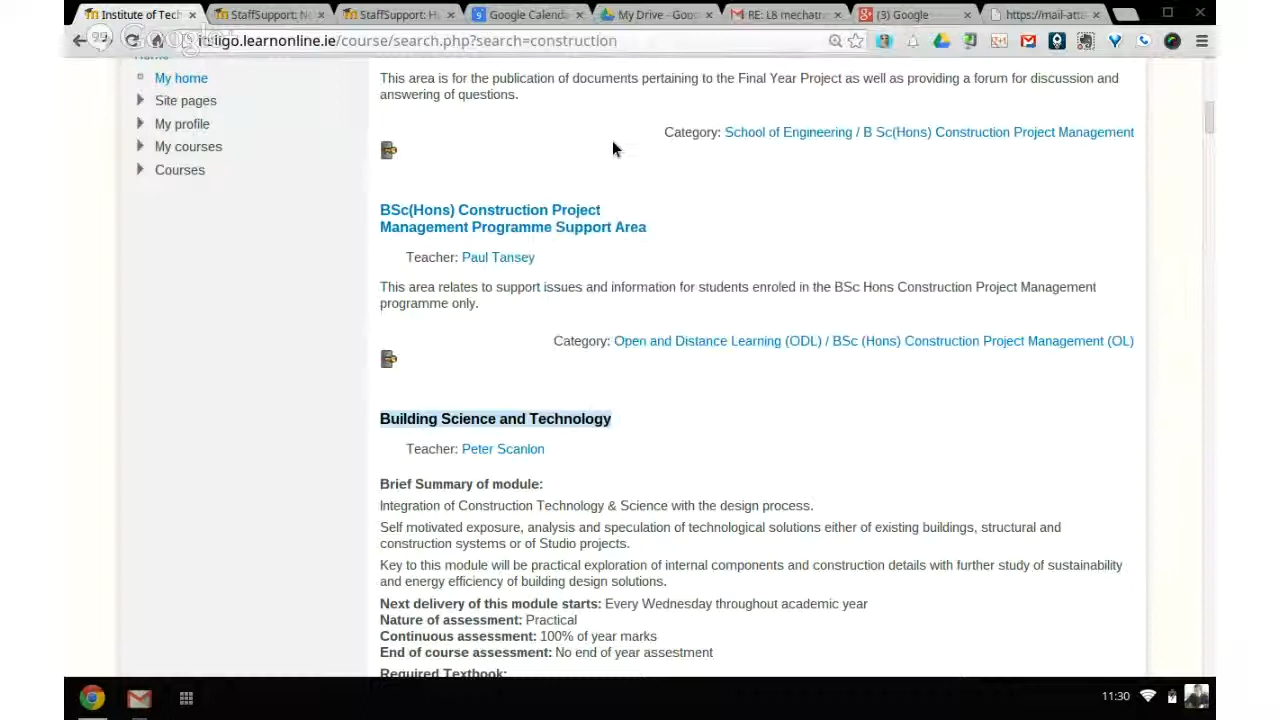 Institute of Tech
StaffSupport: N
StaffSupport: H
Google Calend
My Drive - Goo
RE: L8 mechatr
(3) Google
https://mail-att
ligo.learnonline.ie/course/search.php?search=construction
Home
My home
Site pages
My profile
My courses
Courses
This area is for the publication of documents pertaining to the Final Year Project as well as providing a forum for discussion and
answering of questions.
Category: School of Engineering / B Sc(Hons) Construction Project Management
BSc(Hons) Construction Project
Management Programme Support Area
Teacher: Paul Tansey
This area relates to support issues and information for students enroled in the BSc Hons Construction Project Management
programme only.
Category: Open and Distance Learning (ODL) / BSc (Hons) Construction Project Management (OL)
Building Science and Technology
Teacher: Peter Scanlon
Brief Summary of module:
Integration of Construction Technology & Science with the design process.
Self motivated exposure, analysis and speculation of technological solutions either of existing buildings, structural and
construction systems or of Studio projects.
Key to this module will be practical exploration of internal components and construction details with further study of sustainability
and energy efficiency of building design solutions.
Next delivery of this module starts: Every Wednesday throughout academic year
Nature of assessment: Practical
Continuous assessment: 100% of year marks
End of course assessment: No end of year assestment
Required Textbook:
11:30